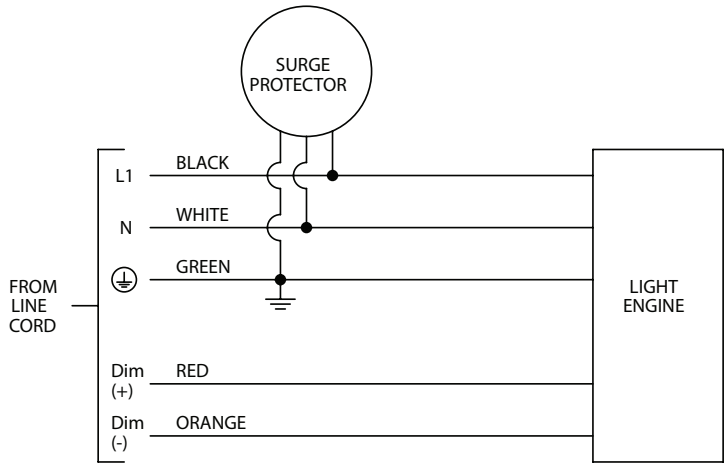 SURGE
PROTECTOR
L1 BLACK
N WHITE
GREEN
FROM
LINE
CORD
LIGHT
ENGINE
Dim
(+)
RED
Dim
(-)
ORANGE